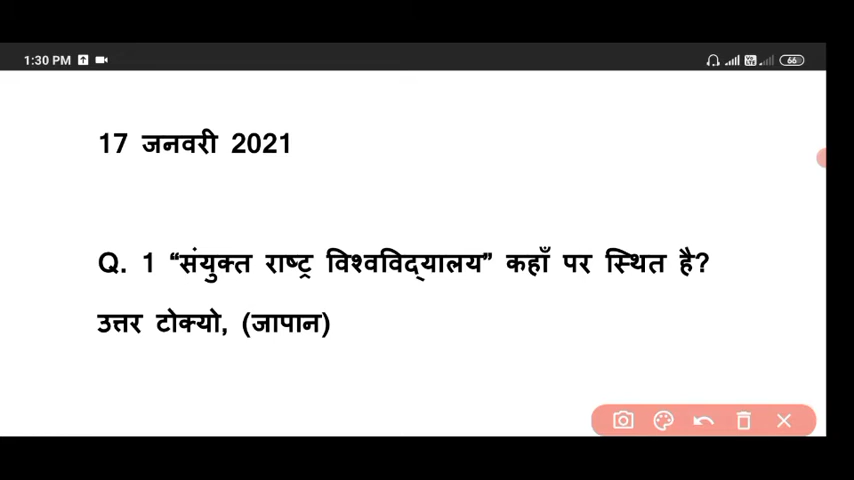 1:30 PM
66
17 जनवरी 2021
Q. 1 “संयुक्त राष्ट्र विश्वविद्यालय” कहाँ पर स्थित है?
उत्तर टोक्यो, (जापान)